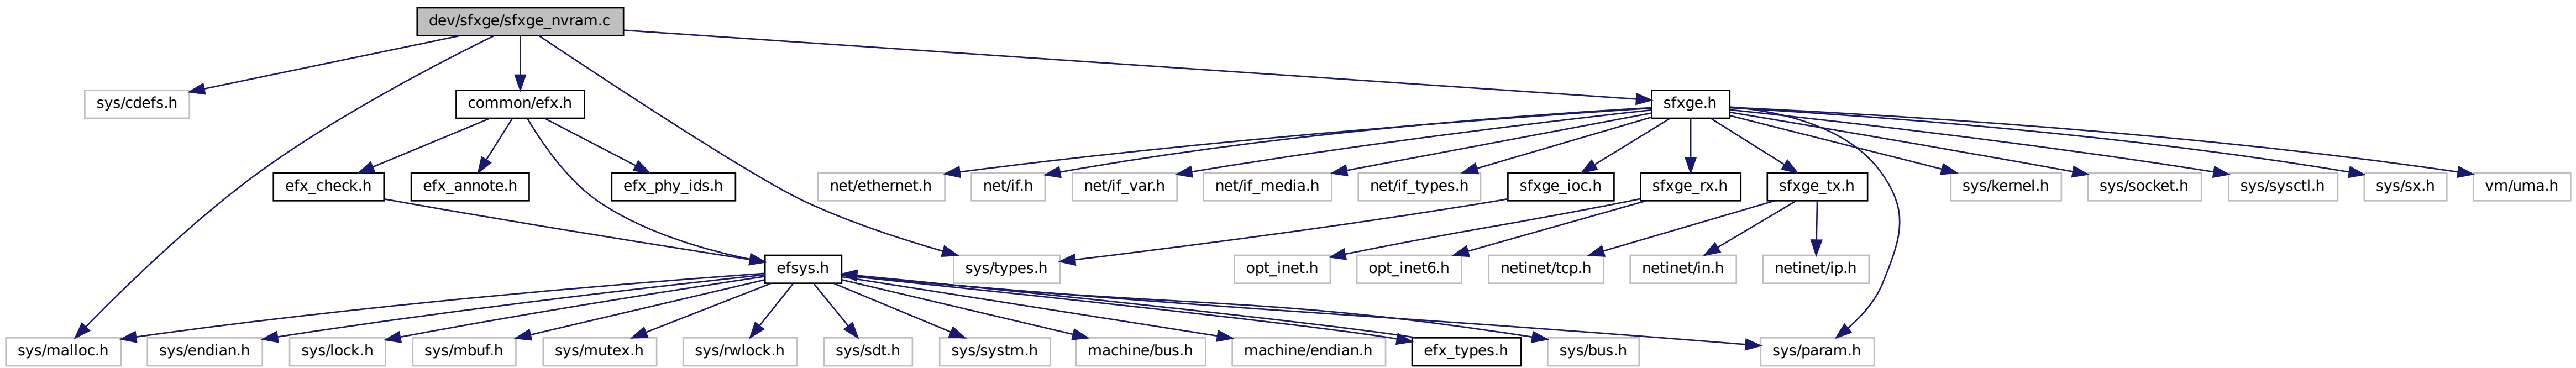 dev/sfxge/sfxge_nvram.c
sys/cdefs.h
common/efx.h
sfxge.h
efx_check.h
efx_annote.h
efx_phy_ids.h
net/ethernet.h
net/if.h
net/if_var.h
net/if_media.h
net/if_types.h
sfxge_ioc.h
sfxge_rx.h
sfxge_tx.h
sys/kernel.h
sys/socket.h
sys/sysctl.h
sys/sx.h
vm/uma.h
efsys.h
sys/types.h
opt_inet.h
opt_inet6.h
netinet/tcp.h
netinet/in.h
netinet/ip.h
sys/malloc.h
sys/endian.h
sys/lock.h
sys/mbuf.h
sys/mutex.h
sys/rwlock.h
sys/sdt.h
sys/systm.h
machine/bus.h
machine/endian.h
efx_types.h
sys/bus.h
sys/param.h